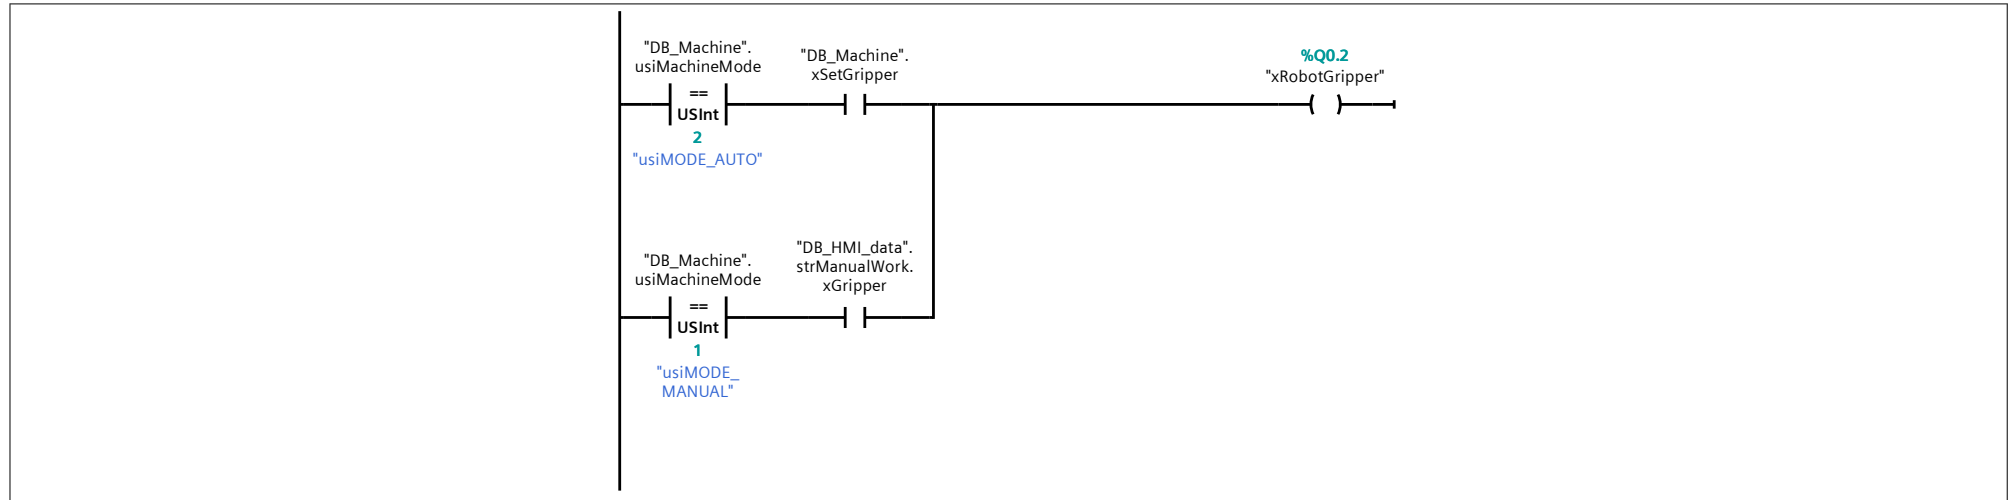 "DB_Machine".
usiMachineMode
"DB_Machine".
xSetGripper
%Q0.2
"xRobotGripper"
==
USInt
2
"usiMODE_AUTO"
"DB_Machine".
usiMachineMode
"DB_HMI_data".
strManualWork.
xGripper
==
USInt
1
"usiMODE_
MANUAL"